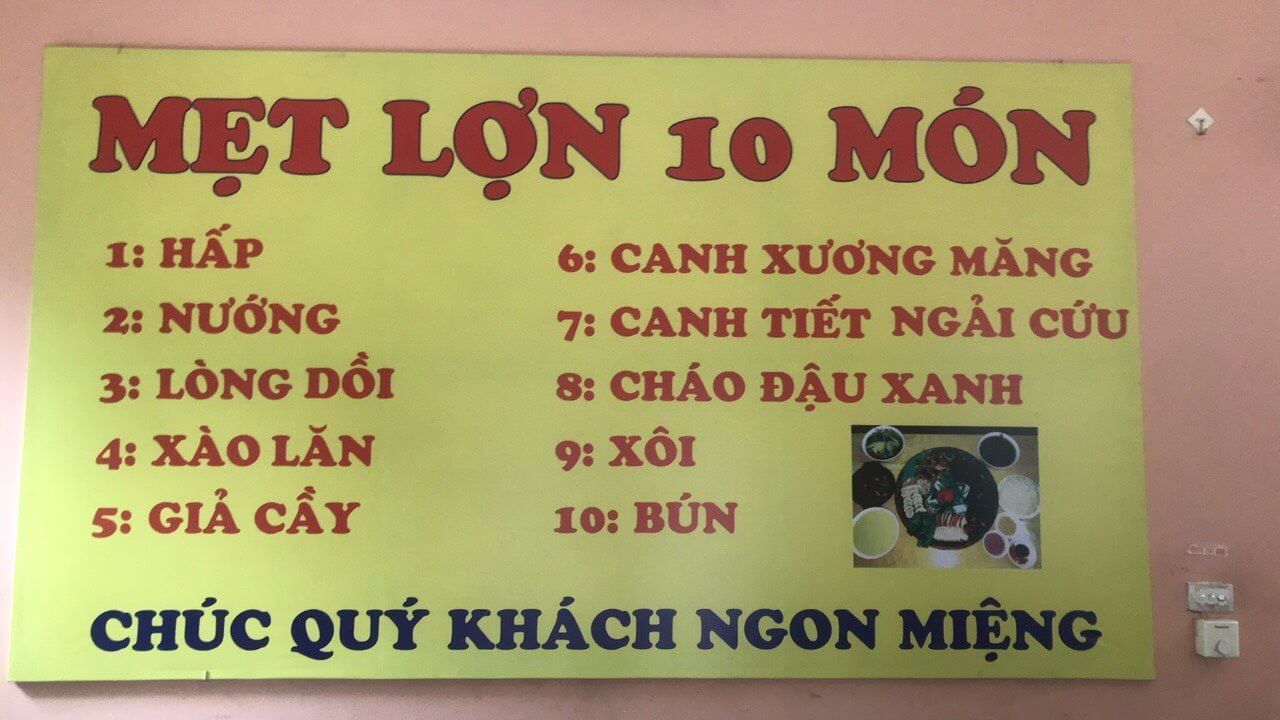 MẸT LỢN 10 MÓN
1: HẤP
2: NƯỚNG
3: LÒNG DỒI
4: XÀO LĂN
5: GIẢ CẦY
6: CANH XƯƠNG MĂNG
7: CANH TIẾT NGẢI CỨU
8: CHÁO ĐẬU XANH
9: XÔI
10: BÚN
CHÚC QUÝ KHÁCH NGON MIỆNG